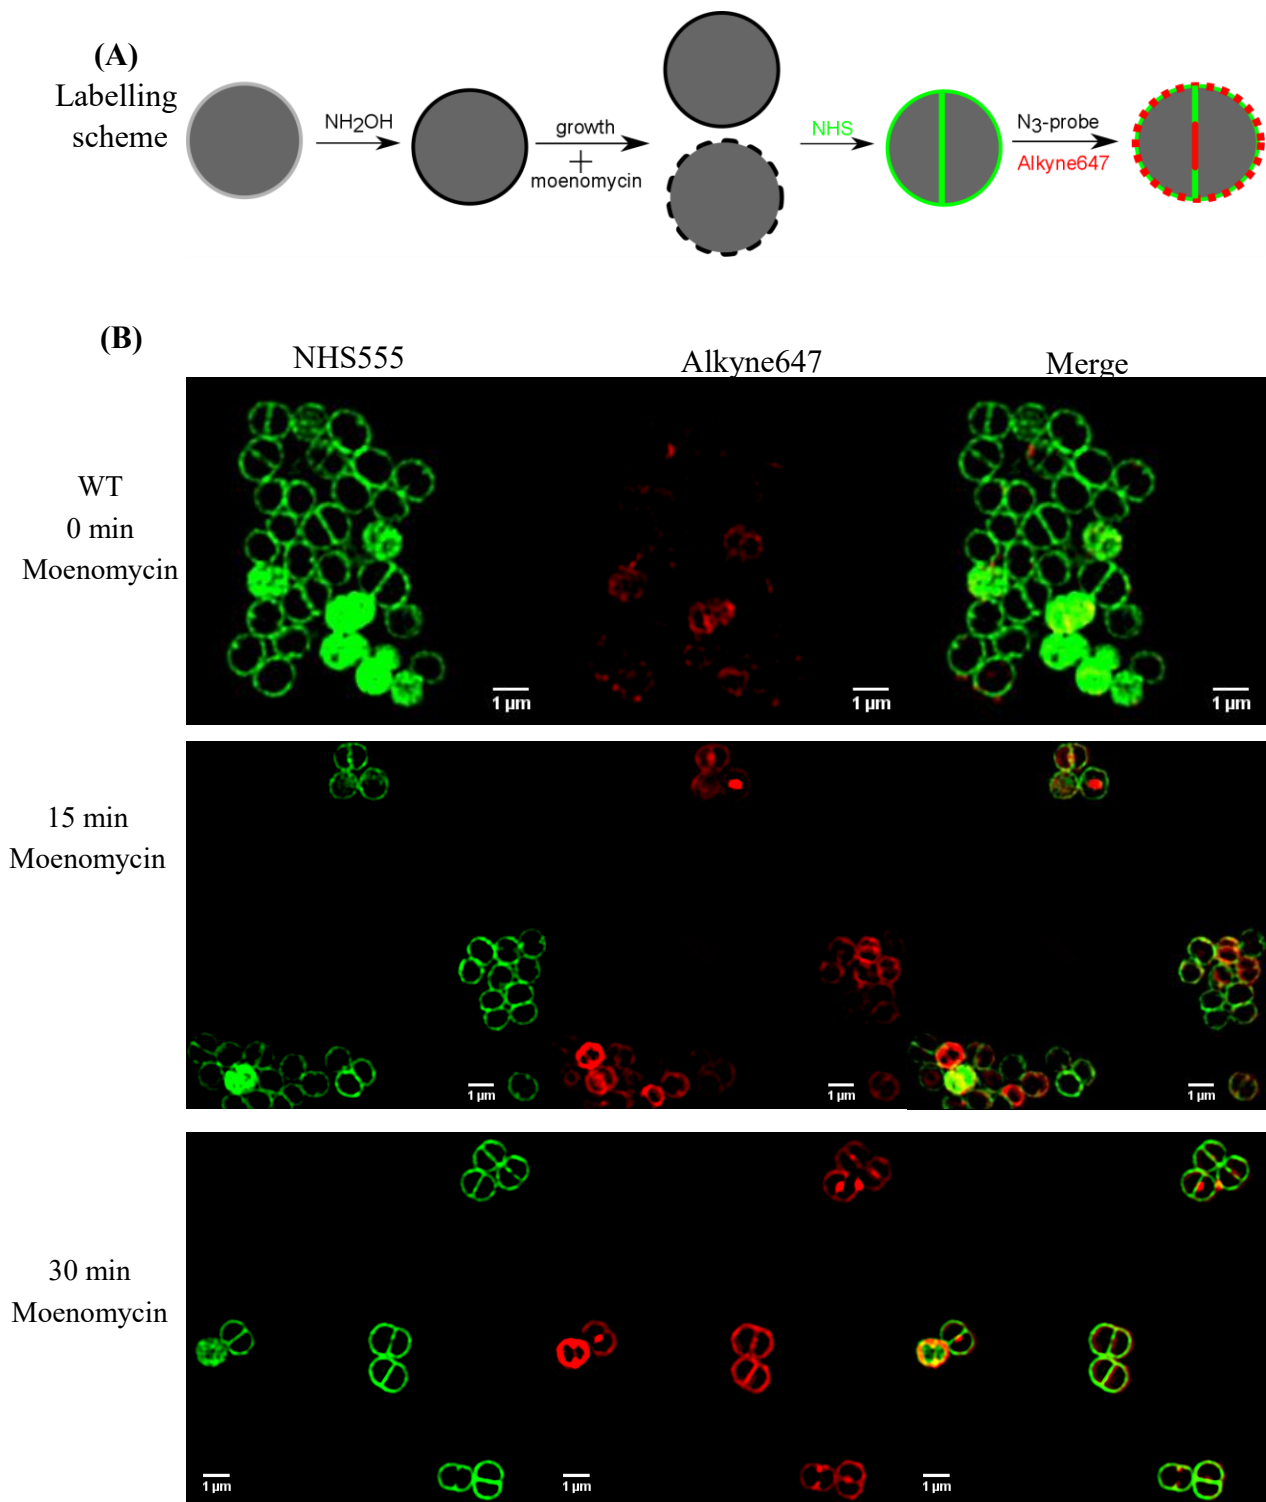 (A)
Labelling
scheme
NH2OH
growth
+
moenomycin
NHS
N3-probe
Alkyne647
(B)
NHS555
Alkyne647
Merge
WT
0 min
Moenomycin
1 µm
1 µm
1 µm
15 min
Moenomycin
1 µm
1 µm
1 µm
30 min
Moenomycin
1 µm
1 µm
1 µm